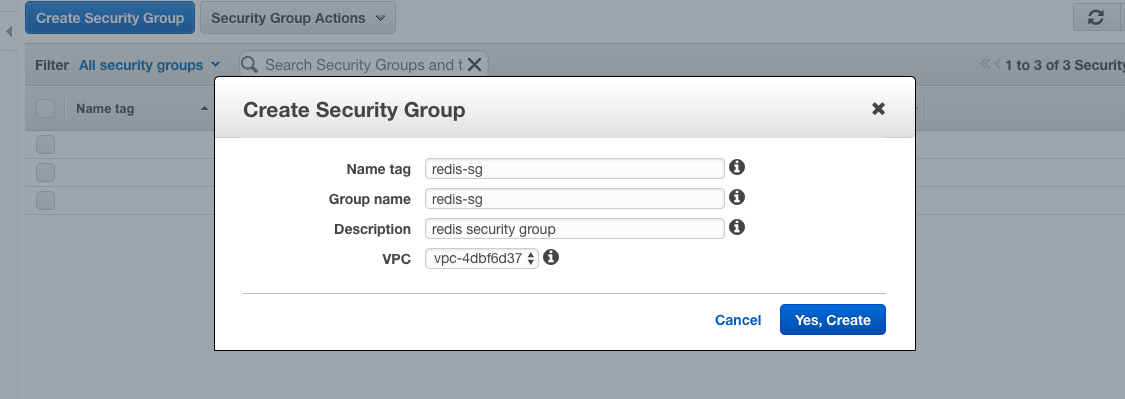 Create Security Group Security Group Actions
Filter All security groups Search Security Groups and t 1 to 3 of 3 Security
Name tag
Create Security Group
Name tag redis-sg
Group name redis-sg
Description redis security group
VPC vpc-4dbf6d37
Cancel Yes, Create